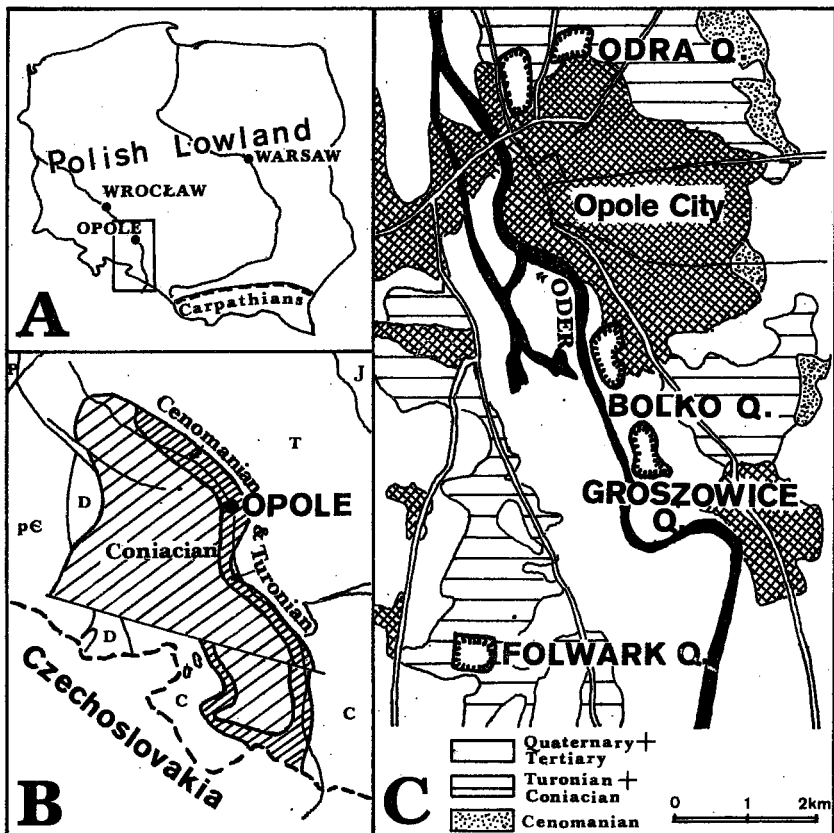 Polish Lowland
WARSAW
WROCŁAW
OPOLE
Carpathians
A
P
J
Cenomanian
& Turonian
T
OPOLE
D
p€
Coniacian
D
C
C
Czechoslovakia
B
ODRA Q.
Opole City
ODER
BOLKO Q.
GROSZOWICE
Q.
FOLWARK Q.
C
Quaternary +
Tertiary
Turonian +
Coniacian
Cenomanian
0 1 2km